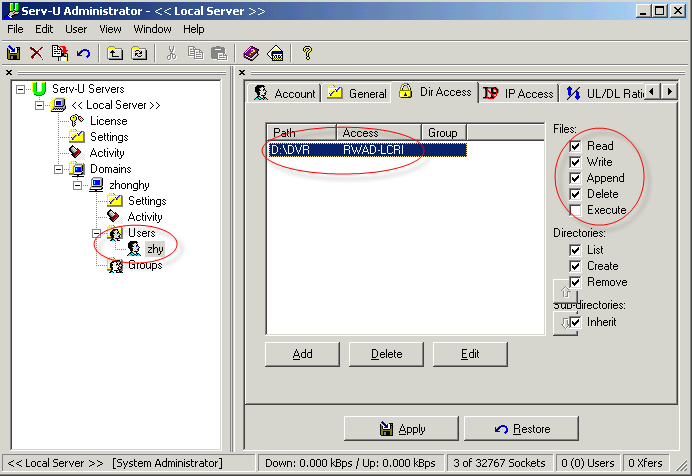 Serv-U Administrator - << Local Server >>
File Edit User View Window Help
Serv-U Servers
<< Local Server >>
License
Settings
Activity
Domains
zhonghy
Settings
Activity
Users
zhy
Groups
Account General Dir Access IP Access UL/DL Rati
Path Access Group
D:\DVR RWAD-LCRI
Files:
Read
Write
Append
Delete
Execute
Directories:
List
Create
Remove
Sub-directories:
Inherit
Add Delete Edit
Apply Restore
<< Local Server >> [System Administrator] Down: 0.000 kBps / Up: 0.000 kBps 3 of 32767 Sockets 0 (0) Users 0 Xfers